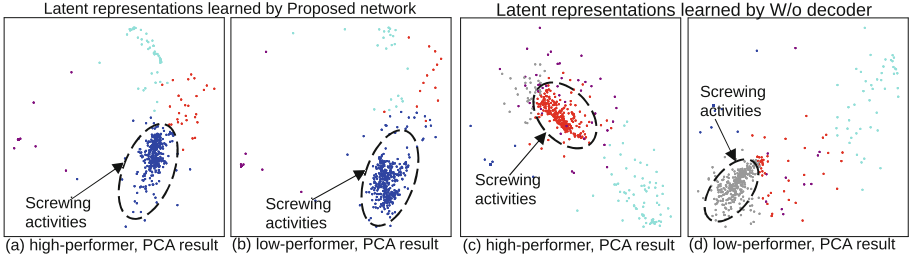 Latent representations learned by Proposed network
Latent representations learned by W/o decoder
Screwing
activities
Screwing
activities
Screwing
activities
Screwing
activities
(a) high-performer, PCA result
(b) low-performer, PCA result
(c) high-performer, PCA result
(d) low-performer, PCA result